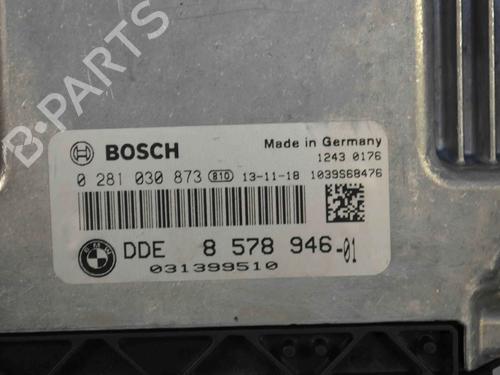 B-PARTS
BOSCH
Made in Germany
1243 0176
0 281 030 873 810 13-11-18 1039S68476
BMW
DDE 8 578 946-01
031399510